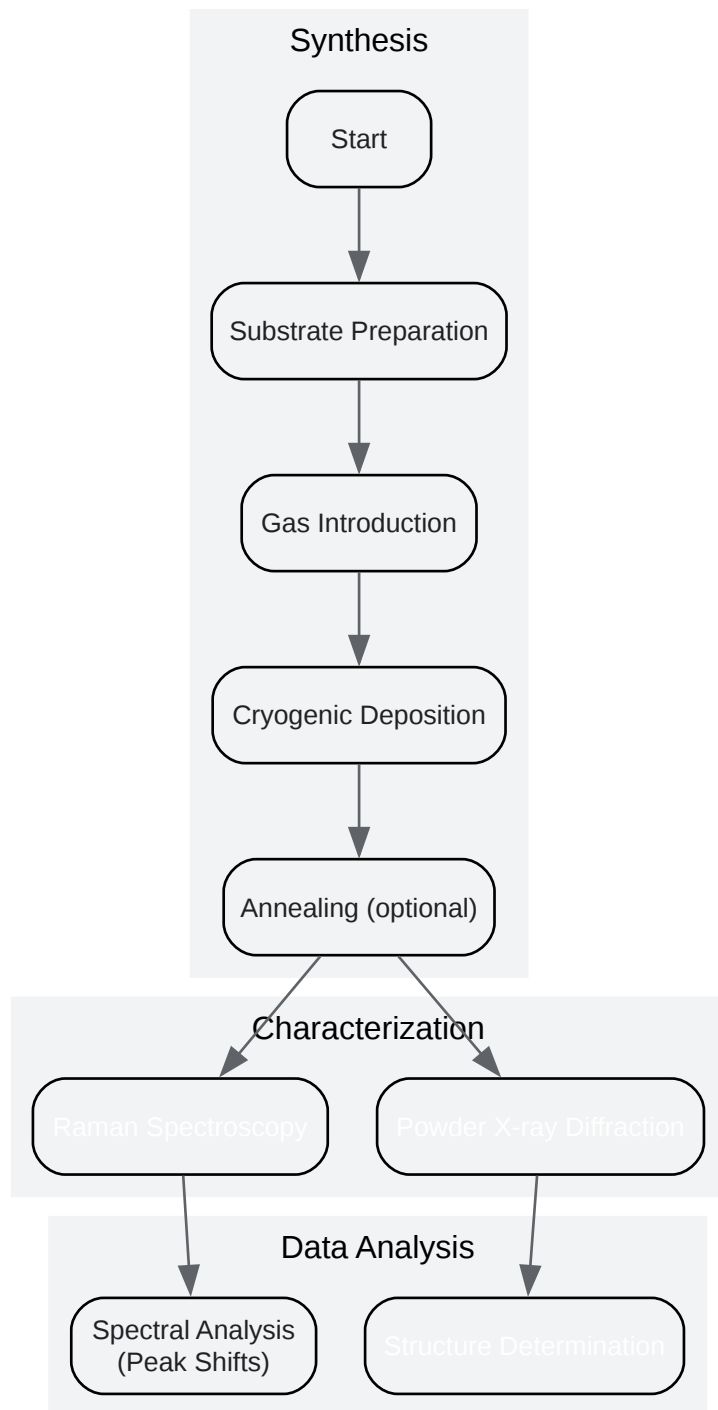 Synthesis
Start
Substrate Preparation
Gas Introduction
Cryogenic Deposition
Annealing (optional)
Characterization
Raman Spectroscopy
Powder X-ray Diffraction
Data Analysis
Spectral Analysis
(Peak Shifts)
Structure Determination